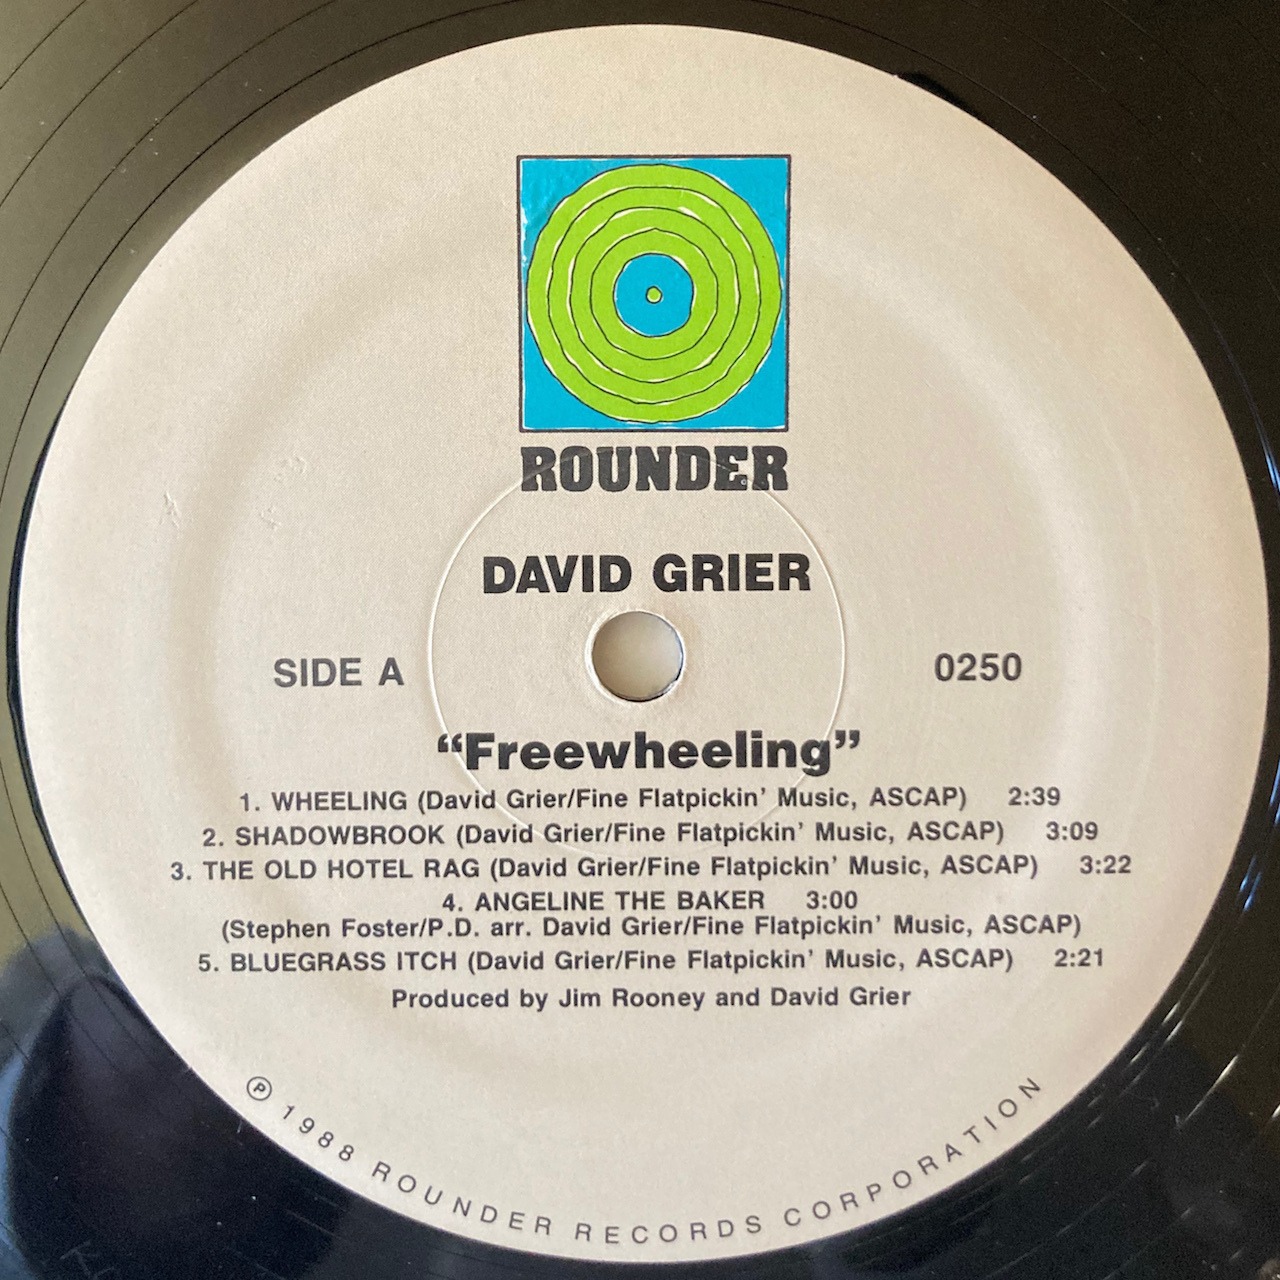 ROUNDER
DAVID GRIER
SIDE A
0250
“Freewheeling”
1. WHEELING (David Grier/Fine Flatpickin’ Music, ASCAP) 2:39
2. SHADOWBROOK (David Grier/Fine Flatpickin’ Music, ASCAP) 3:09
3. THE OLD HOTEL RAG (David Grier/Fine Flatpickin’ Music, ASCAP) 3:22
4. ANGELINE THE BAKER 3:00
(Stephen Foster/P.D. arr. David Grier/Fine Flatpickin’ Music, ASCAP)
5. BLUEGRASS ITCH (David Grier/Fine Flatpickin’ Music, ASCAP) 2:21
Produced by Jim Rooney and David Grier
℗ 1988 ROUNDER RECORDS CORPORATION